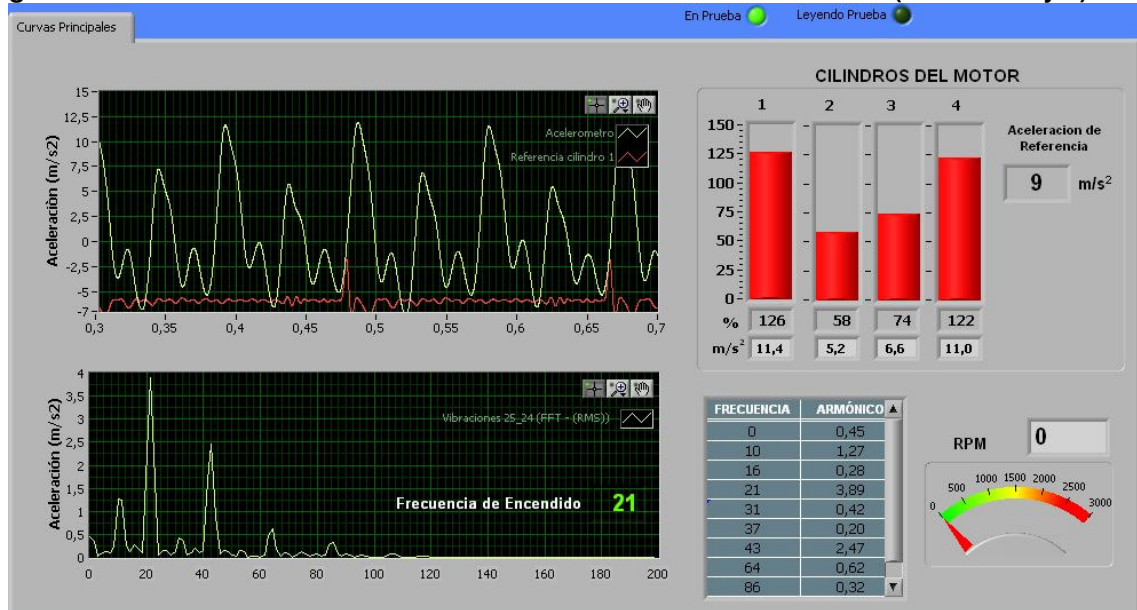 En Prueba Leyendo Prueba
Curvas Principales
Acelerometro
Referencia cilindro 1
Aceleraciòn (m/s2)
15
12,5
10
7,5
5
2,5
0
-2,5
-5
-7
0,3 0,35 0,4 0,45 0,5 0,55 0,6 0,65 0,7
CILINDROS DEL MOTOR
1 2 3 4
150
125
100
75
50
25
0
% 126 58 74 122
m/s² 11,4 5,2 6,6 11,0
Aceleracion de
Referencia
9 m/s²
Vibraciones 25_24 (FFT - (RMS))
Frecuencia de Encendido 21
Aceleración (m/s2)
4
3,5
3
2,5
2
1,5
1
0,5
0
0 20 40 60 80 100 120 140 160 180 200
FRECUENCIA ARMÓNICO
0 0,45
10 1,27
16 0,28
21 3,89
31 0,42
37 0,20
43 2,47
64 0,62
86 0,32
RPM 0
0 500 1000 1500 2000 2500 3000